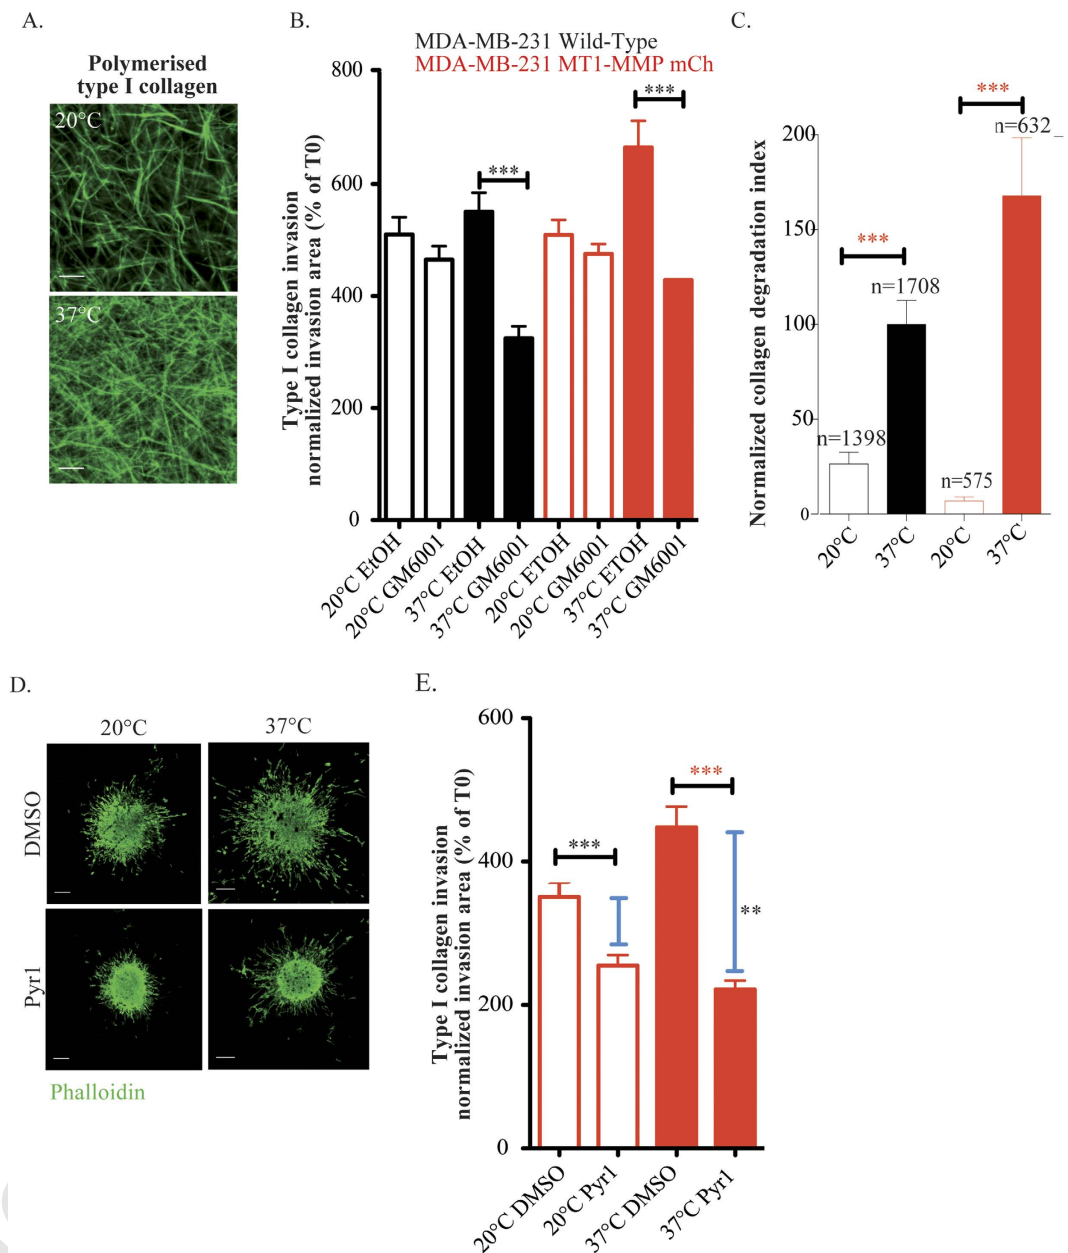 A.
Polymerised
type I collagen
20°C
37°C
B.
MDA-MB-231 Wild-Type
MDA-MB-231 MT1-MMP mCh
Type I collagen invasion
normalized invasion area (% of T0)
800
600
400
200
0
***
***
20°C EtOH
20°C GM6001
37°C EtOH
37°C GM6001
20°C ETOH
20°C GM6001
37°C ETOH
37°C GM6001
C.
Normalized collagen degradation index
200
150
100
50
0
***
***
n=1398
n=1708
n=575
n=632
20°C
37°C
20°C
37°C
D.
20°C
37°C
DMSO
Pyr1
Phalloidin
E.
Type I collagen invasion
normalized invasion area (% of T0)
600
400
200
0
***
***
**
20°C DMSO
20°C Pyr1
37°C DMSO
37°C Pyr1